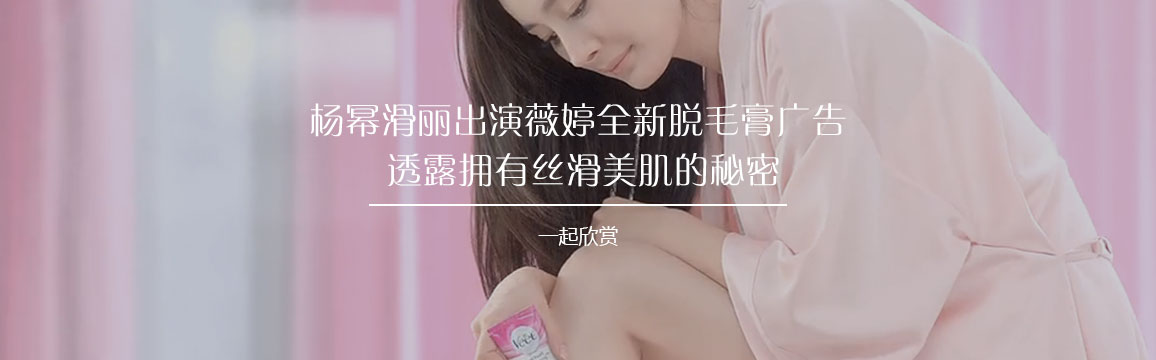 杨幂滑丽出演薇婷全新脱毛膏广告
透露拥有丝滑美肌的秘密
一起欣赏
Veet